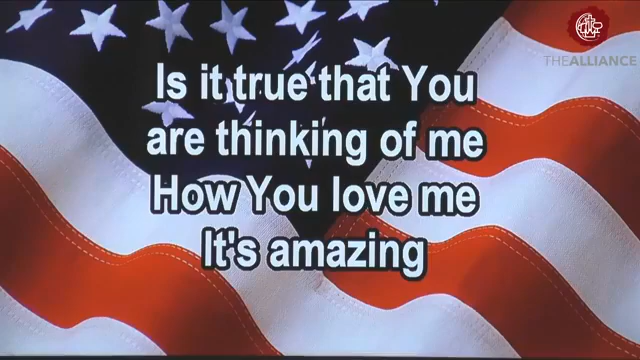 THEALLIANCE
Is it true that You
are thinking of me
How You love me
It's amazing